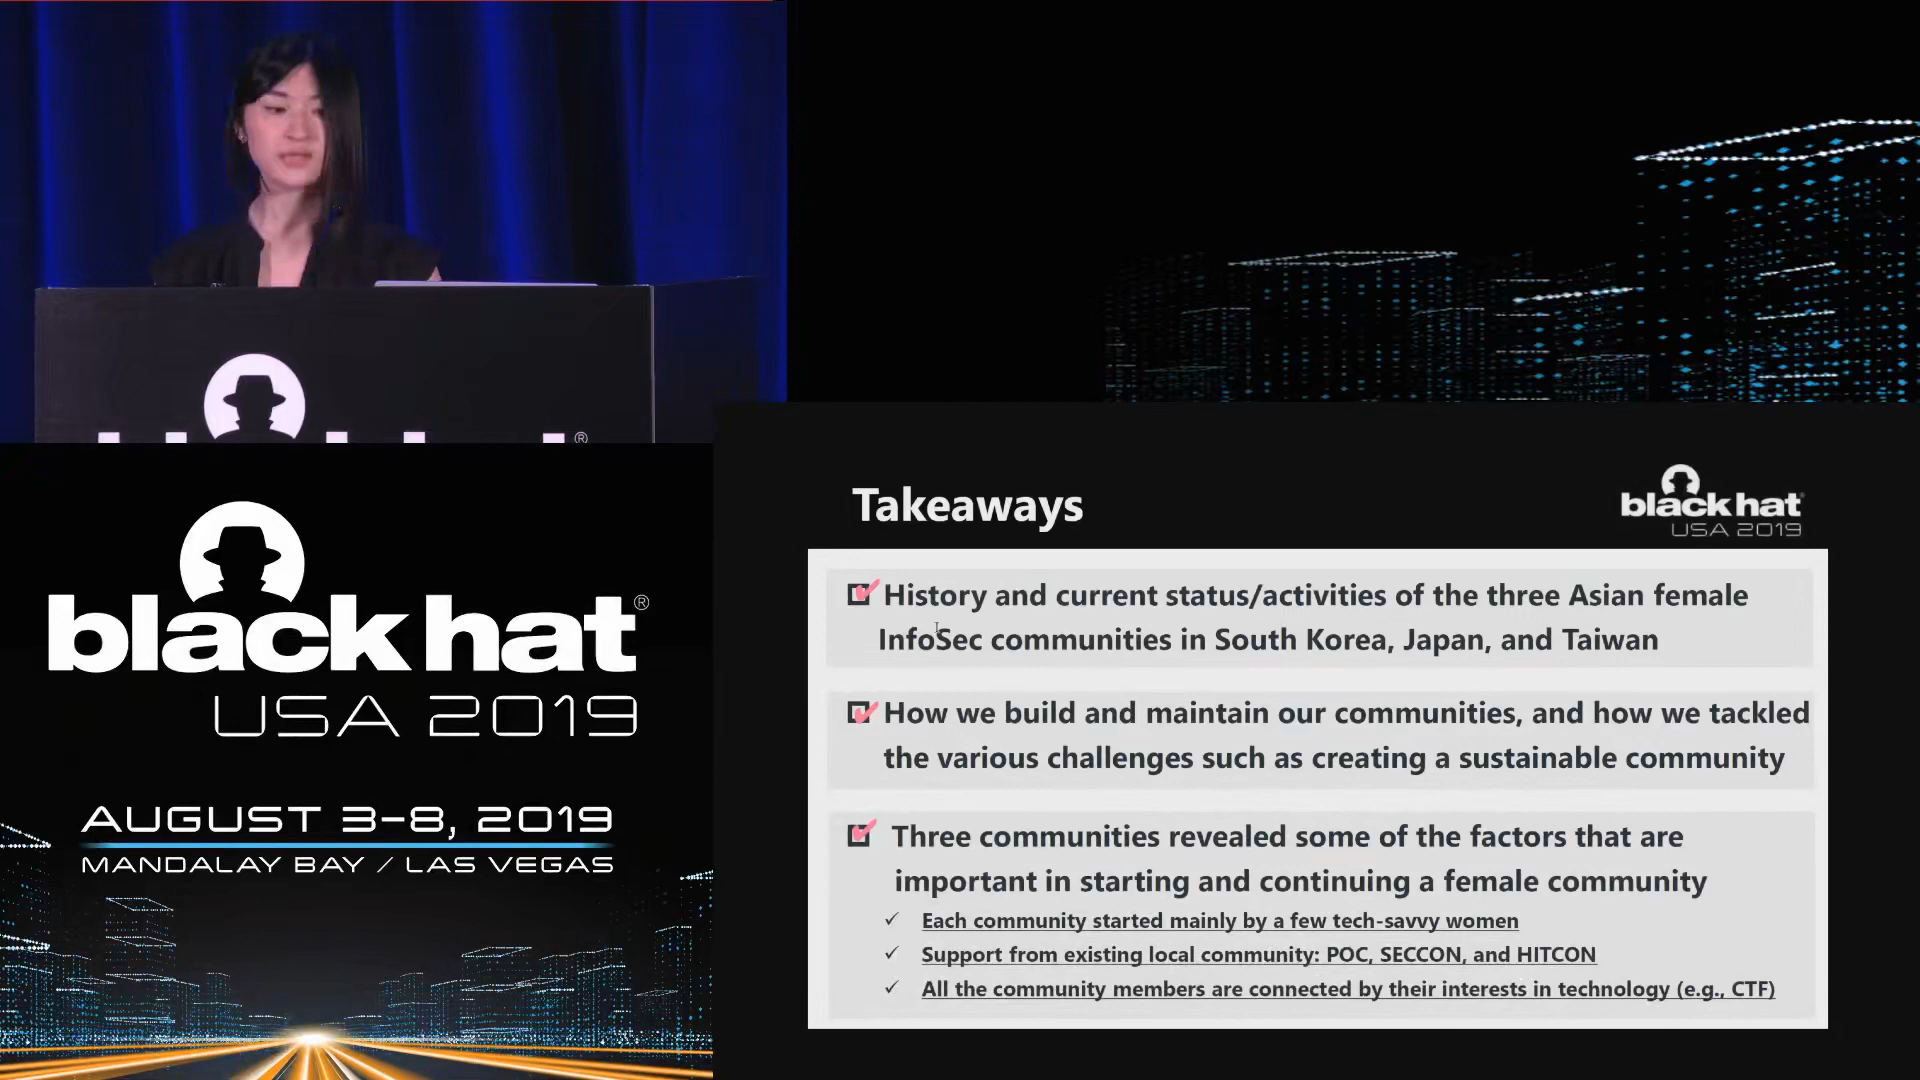 ®
black hat®
USA 2019
AUGUST 3-8, 2019
MANDALAY BAY / LAS VEGAS
Takeaways
black hat
USA 2019
History and current status/activities of the three Asian female
InfoSec communities in South Korea, Japan, and Taiwan
How we build and maintain our communities, and how we tackled
the various challenges such as creating a sustainable community
Three communities revealed some of the factors that are
important in starting and continuing a female community
✓ Each community started mainly by a few tech-savvy women
✓ Support from existing local community: POC, SECCON, and HITCON
✓ All the community members are connected by their interests in technology (e.g., CTF)